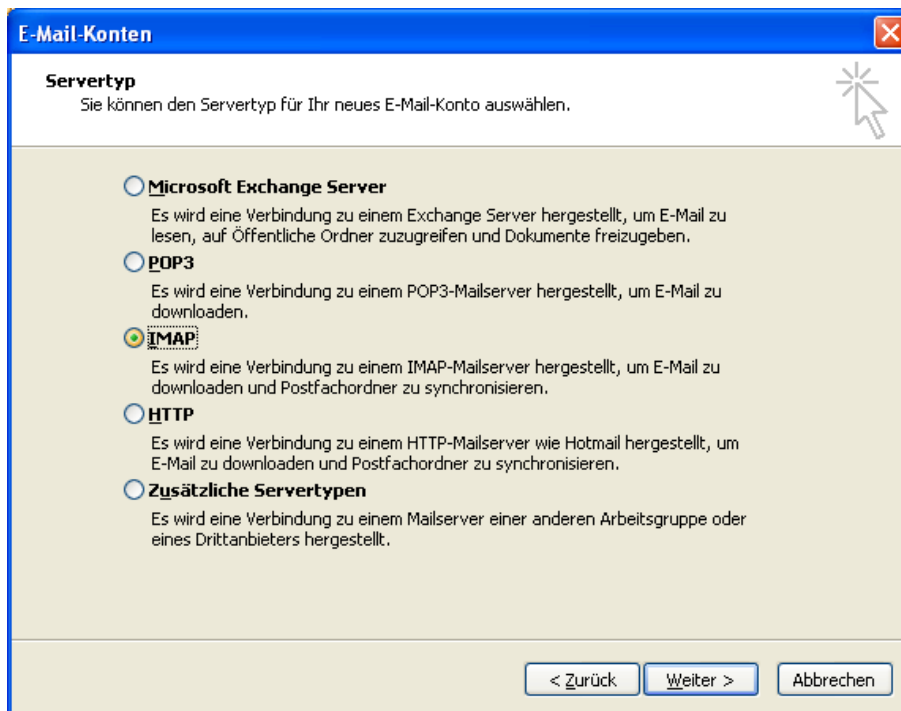 E-Mail-Konten
Servertyp
Sie können den Servertyp für Ihr neues E-Mail-Konto auswählen.
Microsoft Exchange Server
Es wird eine Verbindung zu einem Exchange Server hergestellt, um E-Mail zu
lesen, auf Öffentliche Ordner zuzugreifen und Dokumente freizugeben.
POP3
Es wird eine Verbindung zu einem POP3-Mailserver hergestellt, um E-Mail zu
downloaden.
IMAP
Es wird eine Verbindung zu einem IMAP-Mailserver hergestellt, um E-Mail zu
downloaden und Postfachordner zu synchronisieren.
HTTP
Es wird eine Verbindung zu einem HTTP-Mailserver wie Hotmail hergestellt, um
E-Mail zu downloaden und Postfachordner zu synchronisieren.
Zusätzliche Servertypen
Es wird eine Verbindung zu einem Mailserver einer anderen Arbeitsgruppe oder
eines Drittanbieters hergestellt.
< Zurück Weiter > Abbrechen